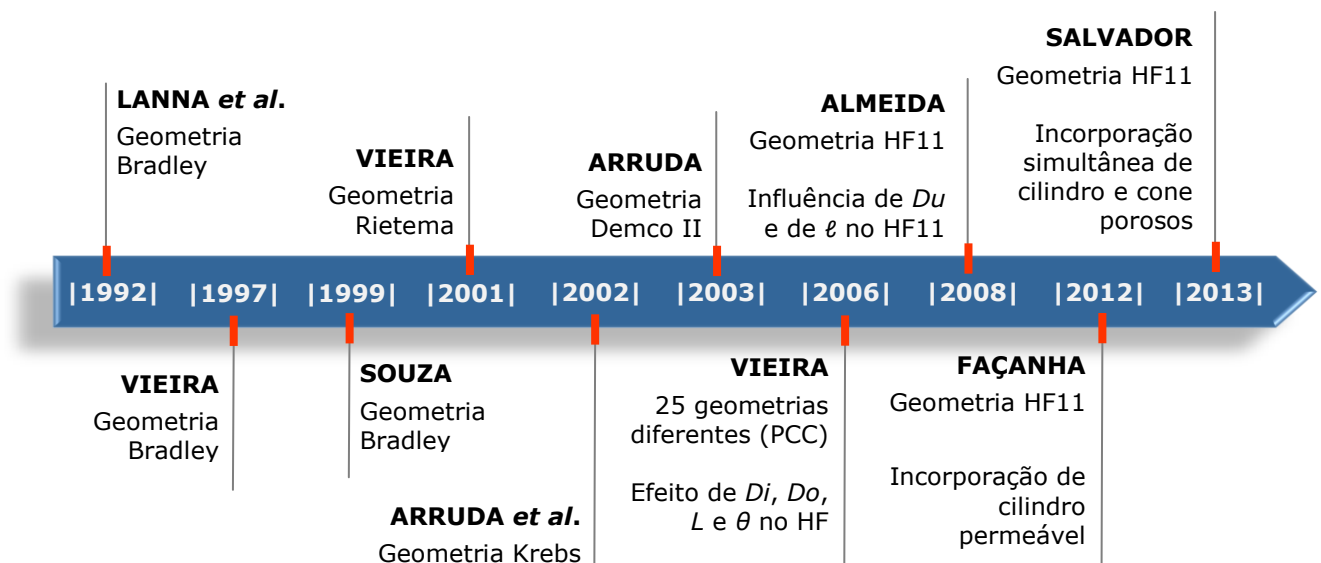 LANNA et al.
Geometria
Bradley
VIEIRA
Geometria
Rietema
ARRUDA
Geometria
Demco II
ALMEIDA
Geometria HF11
Influência de Du
e de ℓ no HF11
SALVADOR
Geometria HF11
Incorporação
simultânea de
cilindro e cone
porosos
|1992| |1997| |1999| |2001| |2002| |2003| |2006| |2008| |2012| |2013|
VIEIRA
Geometria
Bradley
SOUZA
Geometria
Bradley
ARRUDA et al.
Geometria Krebs
VIEIRA
25 geometrias
diferentes (PCC)
Efeito de Di, Do,
L e θ no HF
FAÇANHA
Geometria HF11
Incorporação de
cilindro
permeável